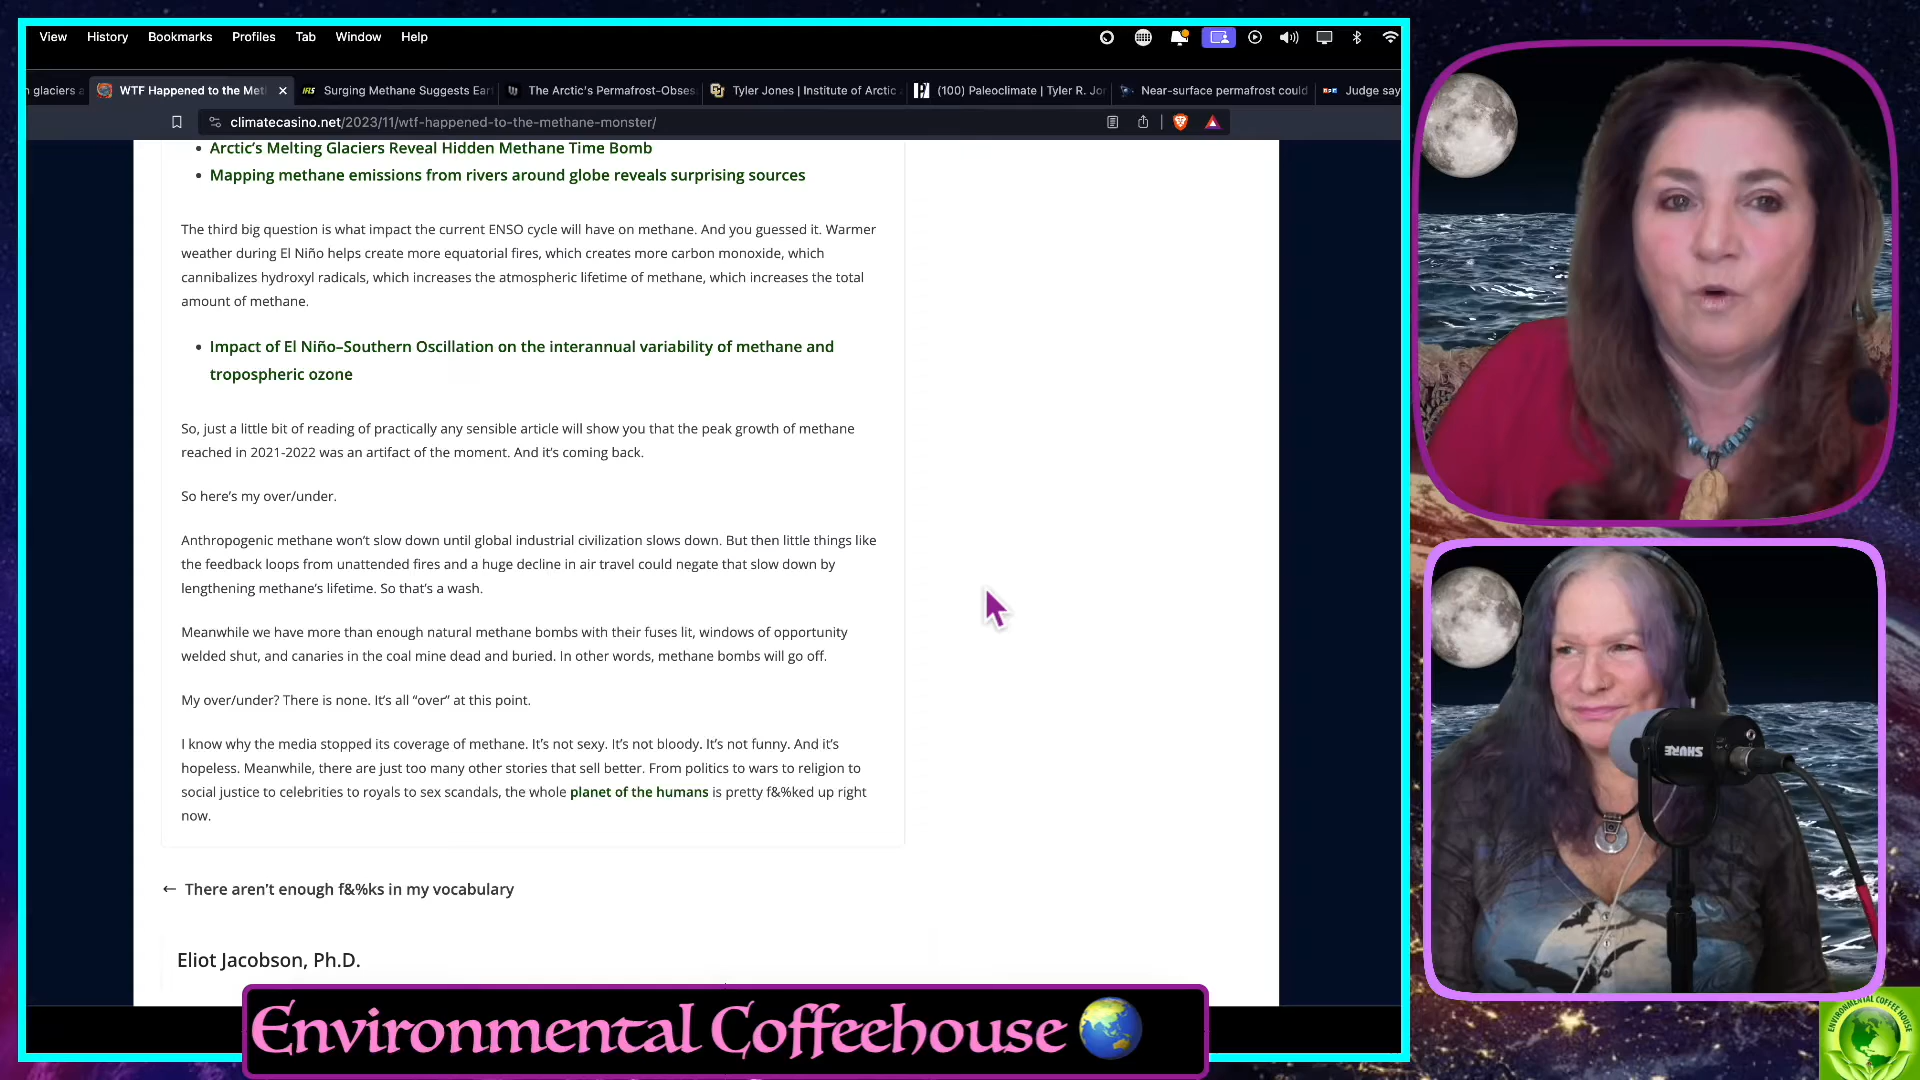 View History Bookmarks Profiles Tab Window Help
n glaciers a WTF Happened to the Met IFLS Surging Methane Suggests Eart The Arctic's Permafrost-Obses Tyler Jones | Institute of Arctic (100) Paleoclimate | Tyler R. Jor Near-surface permafrost could Judge say
climatecasino.net/2023/11/wtf-happened-to-the-methane-monster/
• Arctic's Melting Glaciers Reveal Hidden Methane Time Bomb
• Mapping methane emissions from rivers around globe reveals surprising sources
The third big question is what impact the current ENSO cycle will have on methane. And you guessed it. Warmer
weather during El Niño helps create more equatorial fires, which creates more carbon monoxide, which
cannibalizes hydroxyl radicals, which increases the atmospheric lifetime of methane, which increases the total
amount of methane.
• Impact of El Niño–Southern Oscillation on the interannual variability of methane and
tropospheric ozone
So, just a little bit of reading of practically any sensible article will show you that the peak growth of methane
reached in 2021-2022 was an artifact of the moment. And it's coming back.
So here's my over/under.
Anthropogenic methane won't slow down until global industrial civilization slows down. But then little things like
the feedback loops from unattended fires and a huge decline in air travel could negate that slow down by
lengthening methane's lifetime. So that's a wash.
Meanwhile we have more than enough natural methane bombs with their fuses lit, windows of opportunity
welded shut, and canaries in the coal mine dead and buried. In other words, methane bombs will go off.
My over/under? There is none. It's all “over” at this point.
I know why the media stopped its coverage of methane. It's not sexy. It's not bloody. It's not funny. And it's
hopeless. Meanwhile, there are just too many other stories that sell better. From politics to wars to religion to
social justice to celebrities to royals to sex scandals, the whole planet of the humans is pretty f&%ked up right
now.
← There aren't enough f&%ks in my vocabulary
Eliot Jacobson, Ph.D.
Environmental Coffeehouse
SHURE
ENVIRONMENTAL COFFEE HOUSE